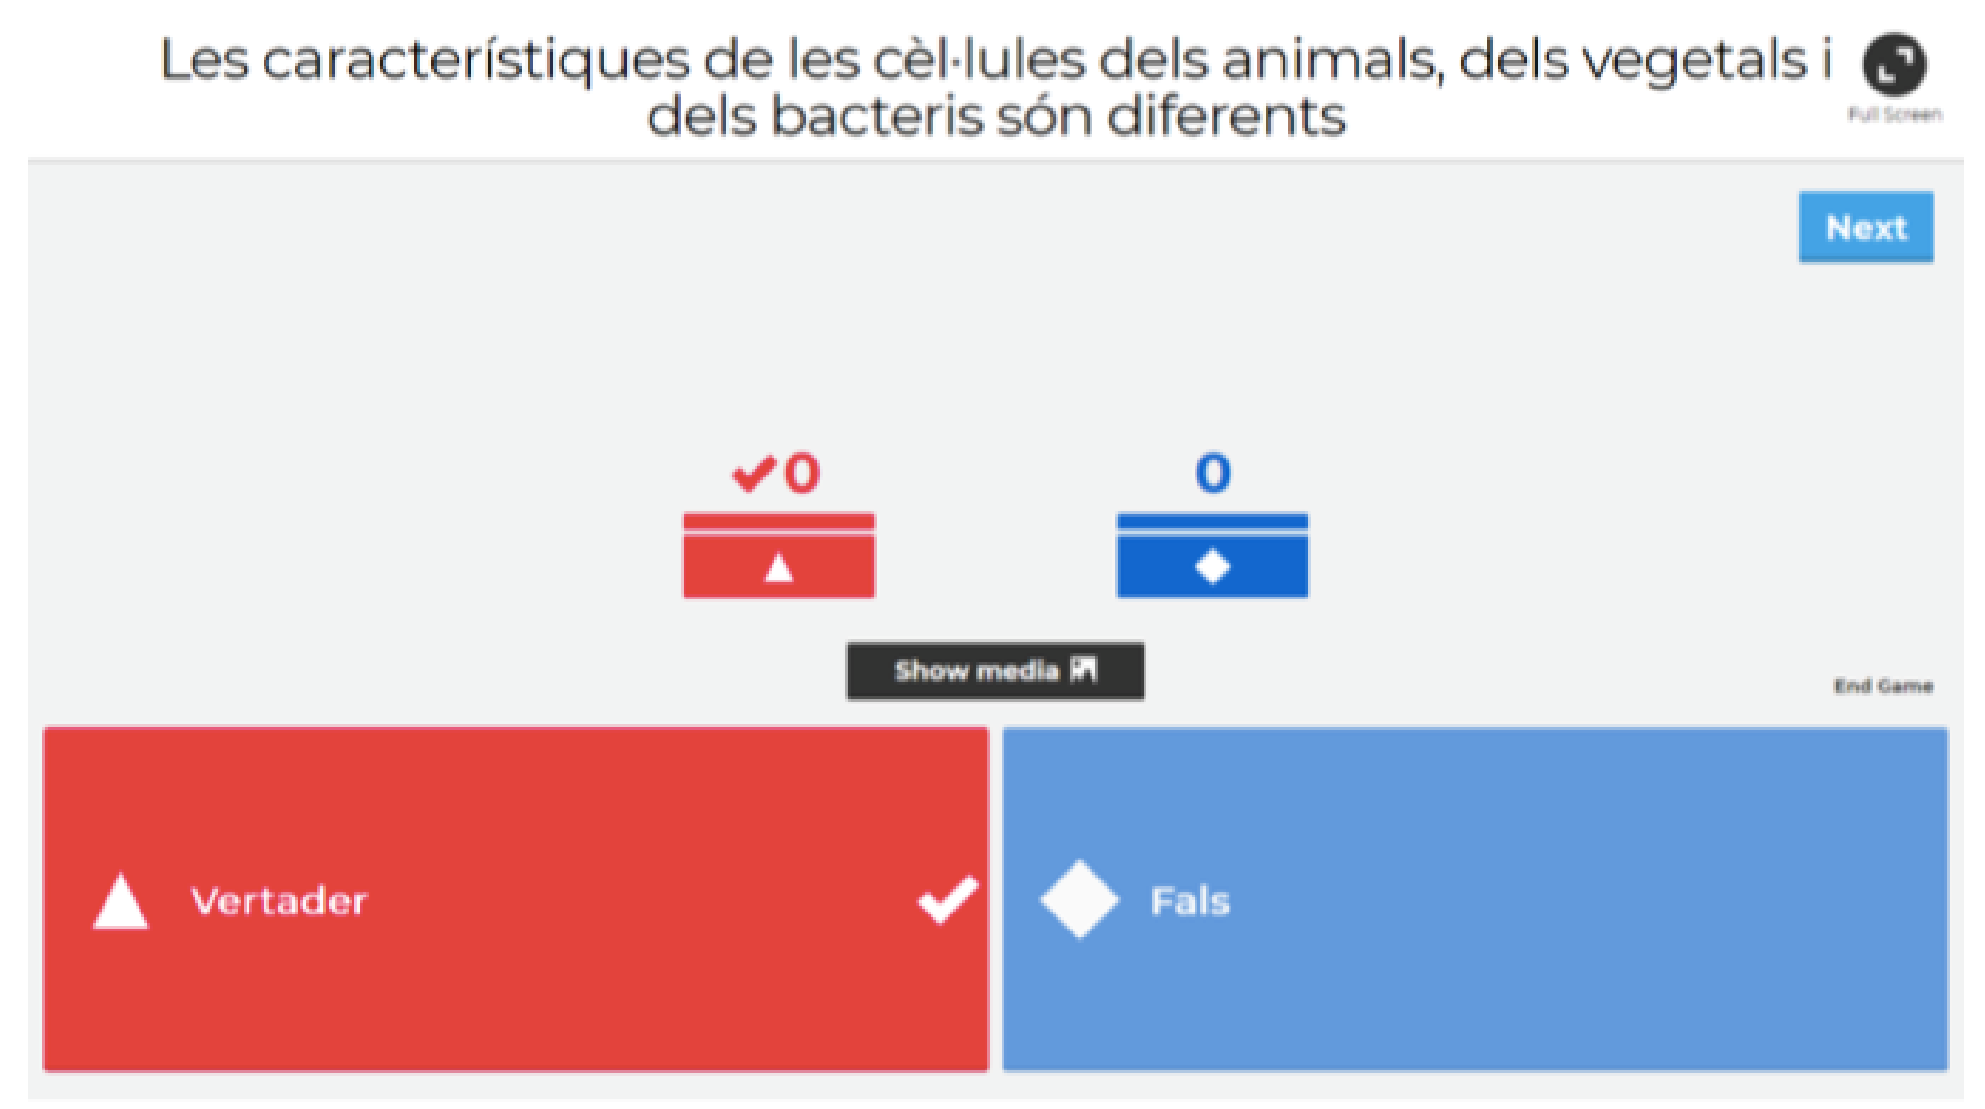 Les característiques de les cèl·lules dels animals, dels vegetals i
dels bacteris són diferents
Full Screen
Next
0
0
Show media
End Game
Vertader
Fals